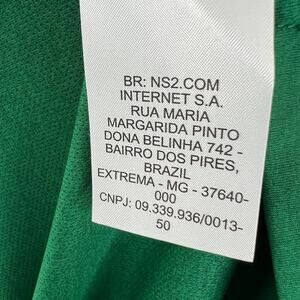 BR: NS2.COM
INTERNET S.A.
RUA MARIA
MARGARIDA PINTO
DONA BELINHA 742 -
BAIRRO DOS PIRES,
BRAZIL
EXTREMA - MG - 37640-
000
CNPJ: 09.339.936/0013-
50